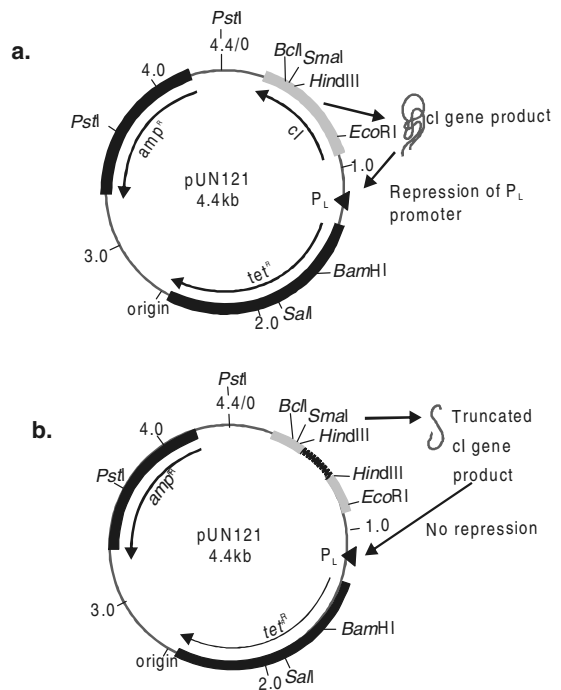 a.
PstI
4.4/0
BclI
SmaI
HindIII
4.0
PstI
amp^R
cI
EcoRI
cI gene product
1.0
pUN121
4.4kb
P_L
Repression of P_L
promoter
3.0
tet^R
BamHI
origin
2.0
SalI
b.
PstI
4.4/0
BclI
SmaI
HindIII
Truncated
cI gene
product
4.0
PstI
amp^R
HindIII
EcoRI
1.0
No repression
pUN121
4.4kb
P_L
3.0
tet^R
BamHI
origin
2.0
SalI